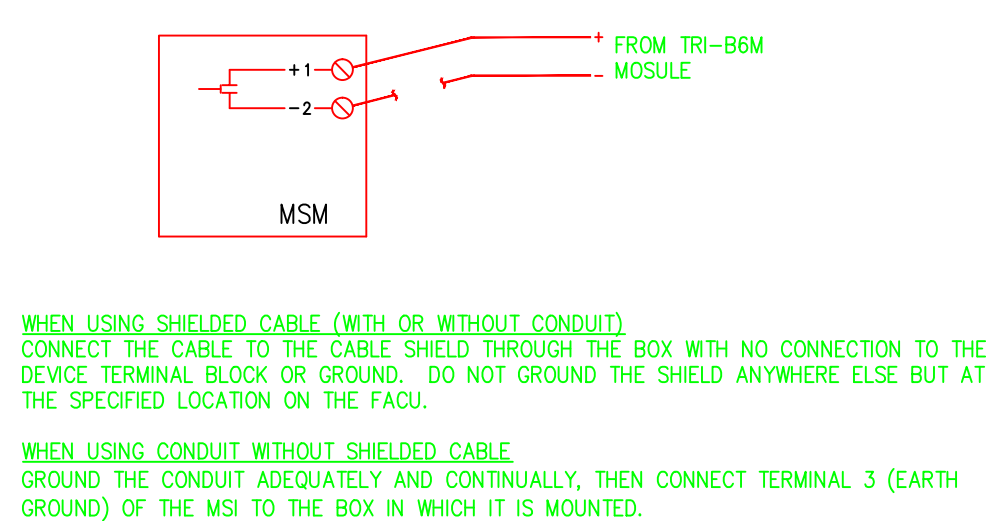 + FROM TRI-B6M
- MOSULE
+1
-2
MSM
WHEN USING SHIELDED CABLE (WITH OR WITHOUT CONDUIT)
CONNECT THE CABLE TO THE CABLE SHIELD THROUGH THE BOX WITH NO CONNECTION TO THE
DEVICE TERMINAL BLOCK OR GROUND. DO NOT GROUND THE SHIELD ANYWHERE ELSE BUT AT
THE SPECIFIED LOCATION ON THE FACU.
WHEN USING CONDUIT WITHOUT SHIELDED CABLE
GROUND THE CONDUIT ADEQUATELY AND CONTINUALLY, THEN CONNECT TERMINAL 3 (EARTH
GROUND) OF THE MSI TO THE BOX IN WHICH IT IS MOUNTED.